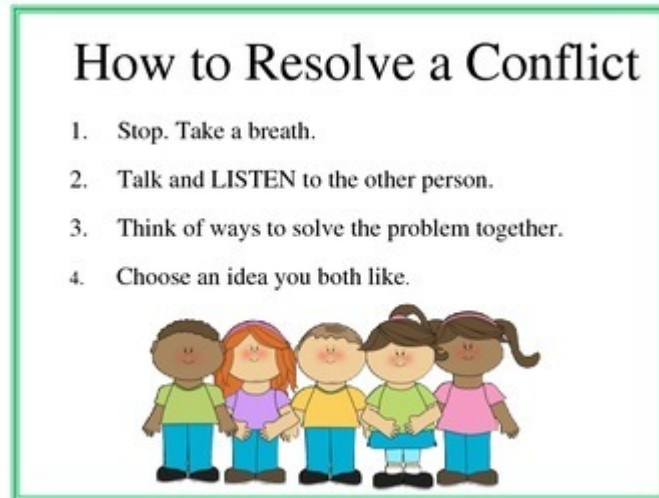 How to Resolve a Conflict
1. Stop. Take a breath.
2. Talk and LISTEN to the other person.
3. Think of ways to solve the problem together.
4. Choose an idea you both like.